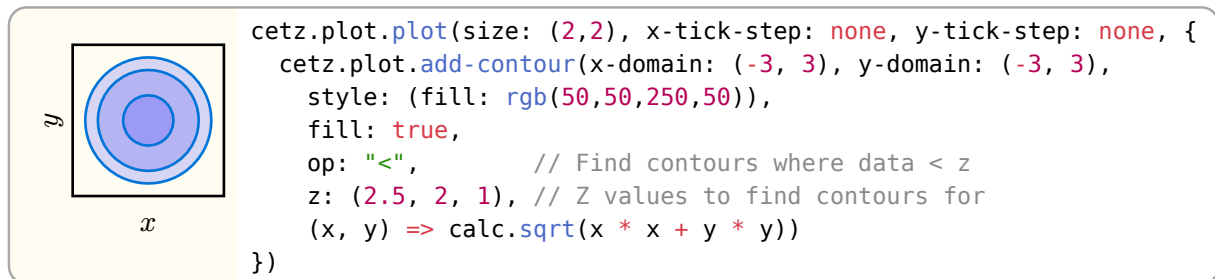 y
x
cetz.plot.plot(size: (2,2), x-tick-step: none, y-tick-step: none, {
  cetz.plot.add-contour(x-domain: (-3, 3), y-domain: (-3, 3),
    style: (fill: rgb(50,50,250,50)),
    fill: true,
    op: "<",        // Find contours where data < z
    z: (2.5, 2, 1), // Z values to find contours for
    (x, y) => calc.sqrt(x * x + y * y))
})